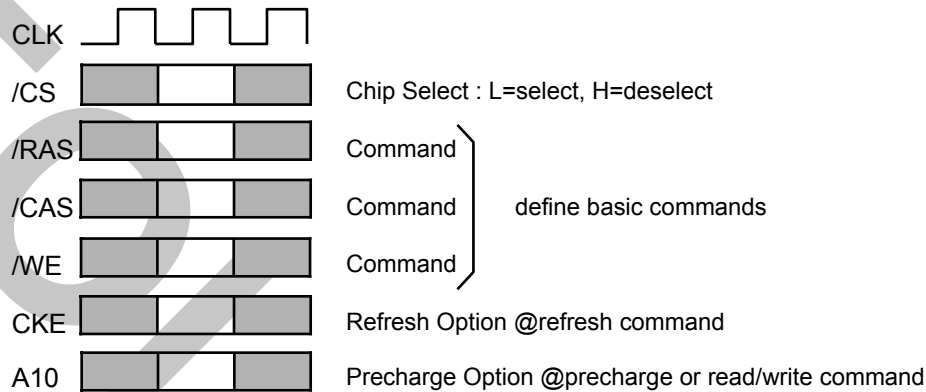 CLK
/CS Chip Select : L=select, H=deselect
/RAS Command
/CAS Command define basic commands
/WE Command
CKE Refresh Option @refresh command
A10 Precharge Option @precharge or read/write command